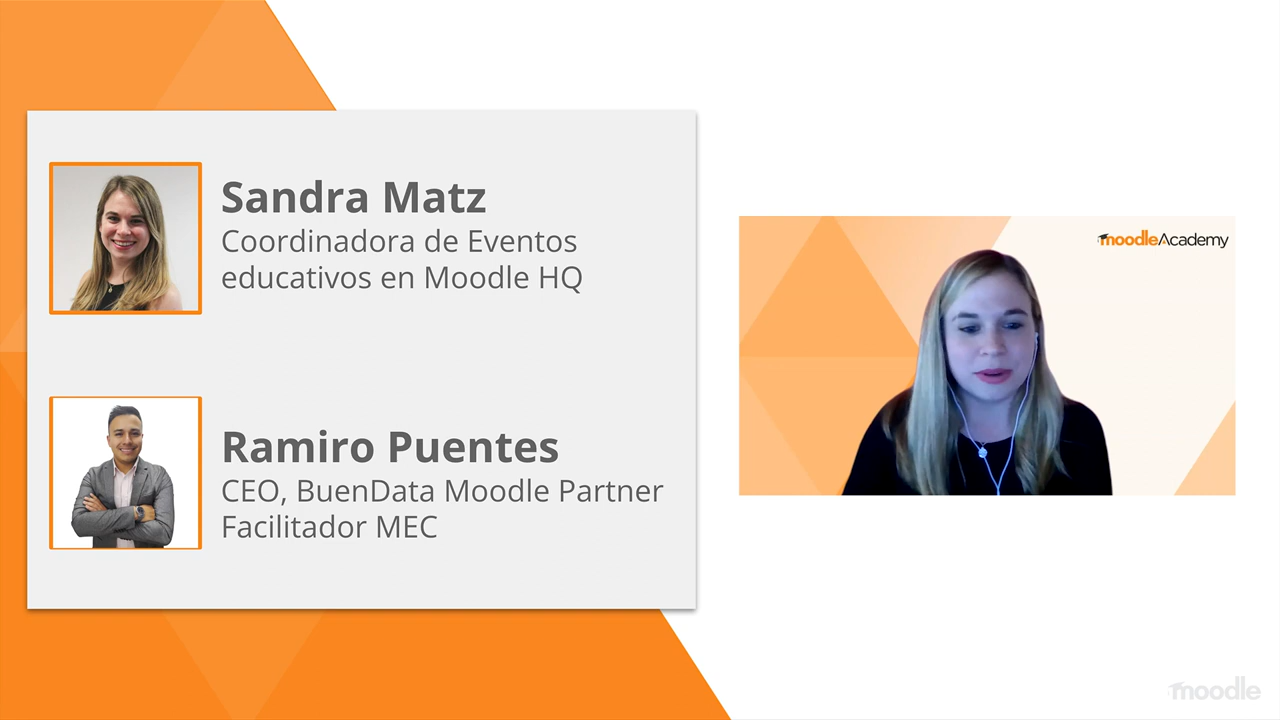 Sandra Matz
Coordinadora de Eventos
educativos en Moodle HQ
Ramiro Puentes
CEO, BuenData Moodle Partner
Facilitador MEC
moodleAcademy
moodle